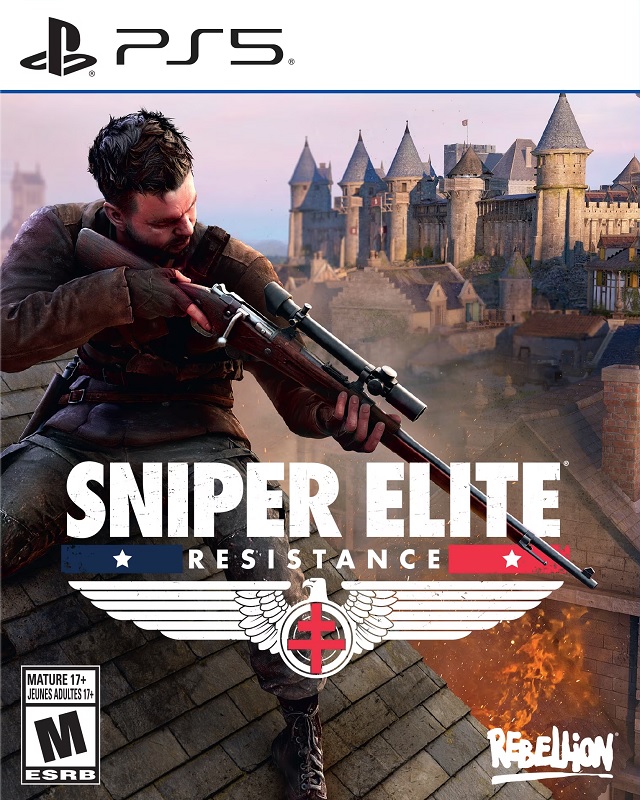 PS5®
SNIPER ELITE®
RESISTANCE
MATURE 17+
JEUNES ADULTES 17+
M
ESRB
REBELLION®